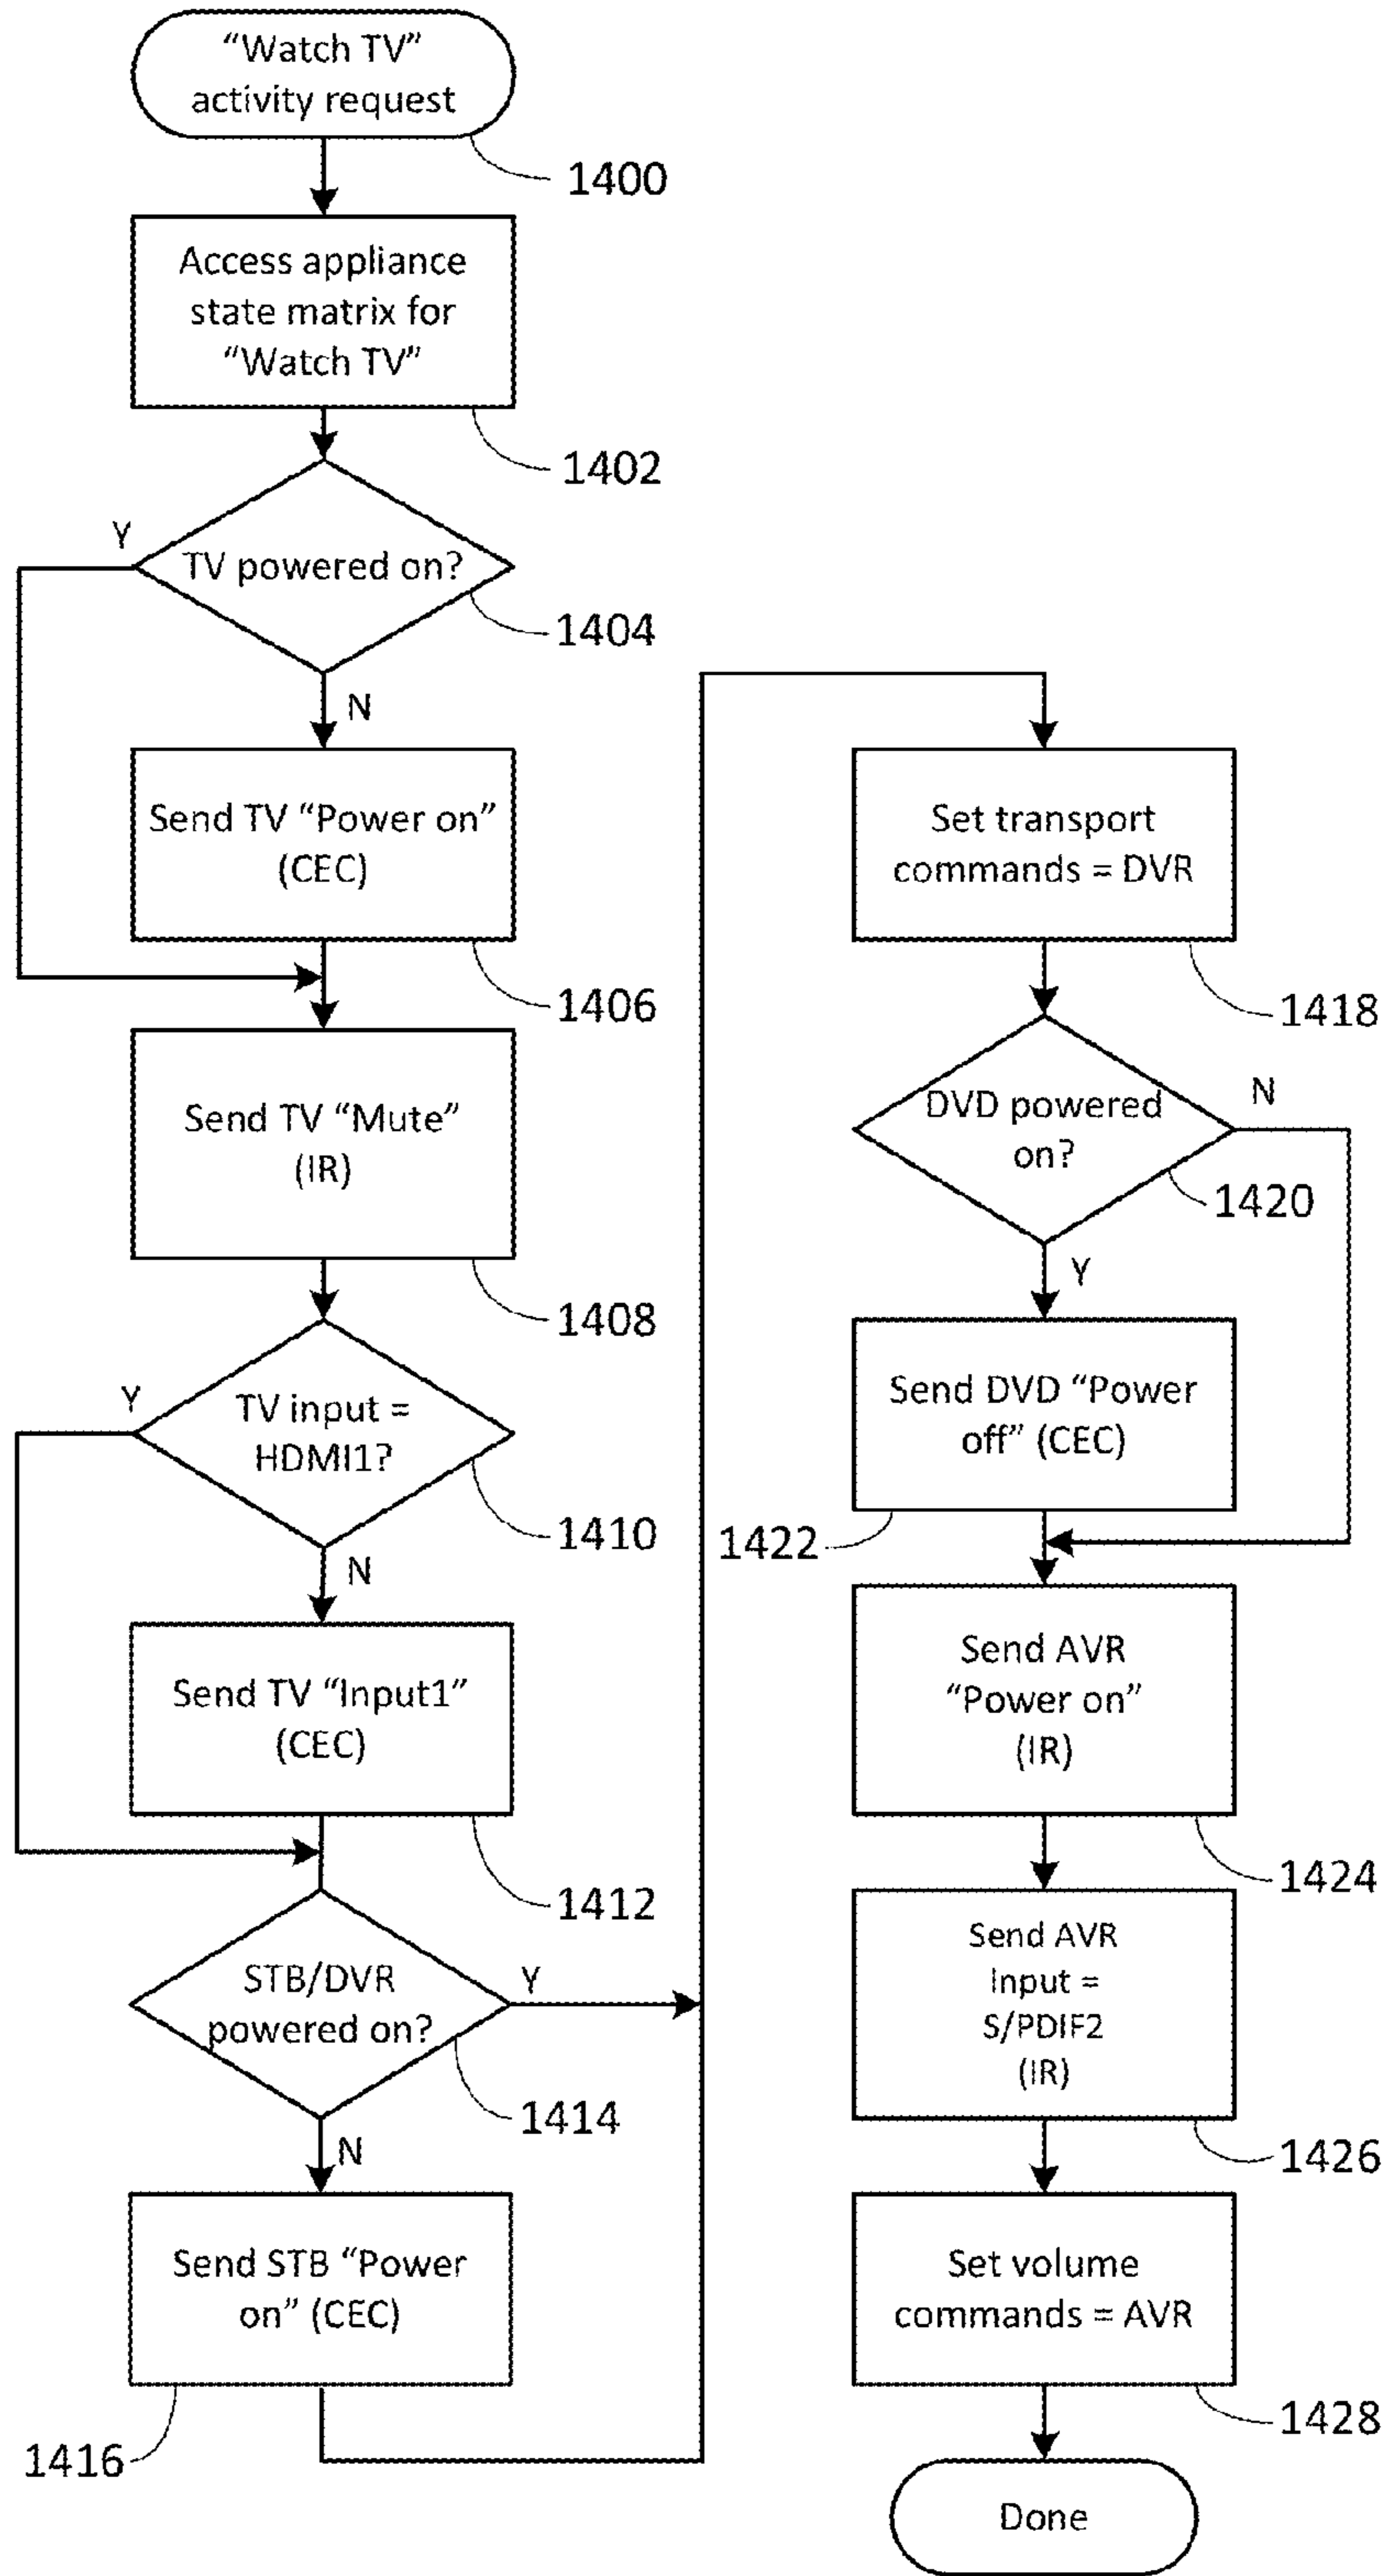 “Watch TV”
activity request
1400
Access appliance
state matrix for
“Watch TV”
1402
Y
TV powered on?
1404
N
Send TV “Power on”
(CEC)
1406
Send TV “Mute”
(IR)
1408
Y
TV input =
HDMI1?
1410
N
Send TV “Input1”
(CEC)
1412
STB/DVR
powered on?
Y
1414
N
Send STB “Power
on” (CEC)
1416
Set transport
commands = DVR
1418
DVD powered
on?
N
1420
Y
Send DVD “Power
off” (CEC)
1422
Send AVR
“Power on”
(IR)
1424
Send AVR
Input =
S/PDIF2
(IR)
1426
Set volume
commands = AVR
1428
Done